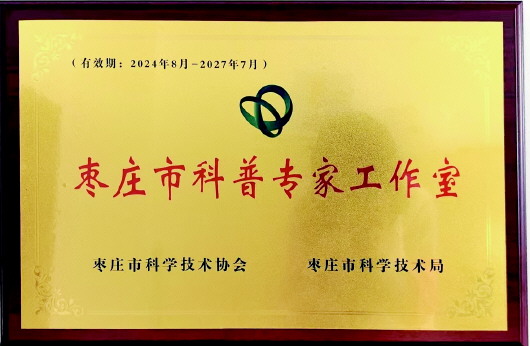 （有效期：2024年8月-2027年7月）
枣庄市科普专家工作室
枣庄市科学技术协会 枣庄市科学技术局